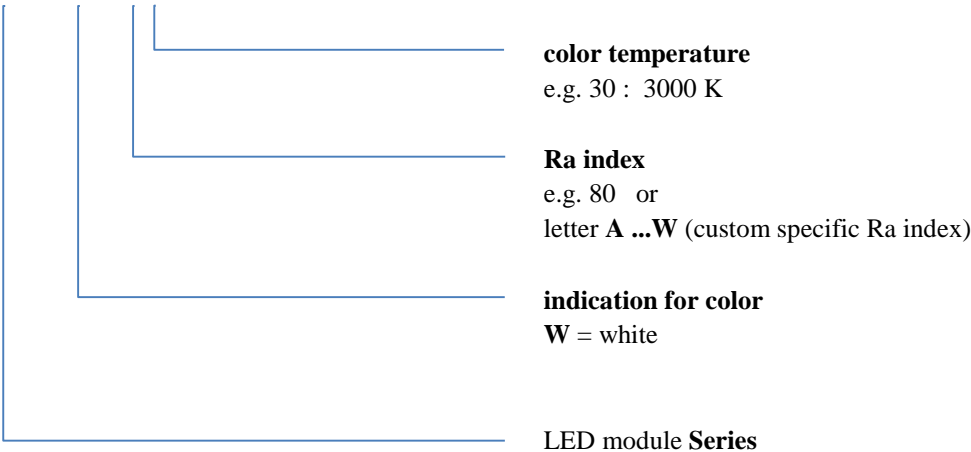 color temperature
e.g. 30 : 3000 K
Ra index
e.g. 80 or
letter A ...W (custom specific Ra index)
indication for color
W = white
LED module Series